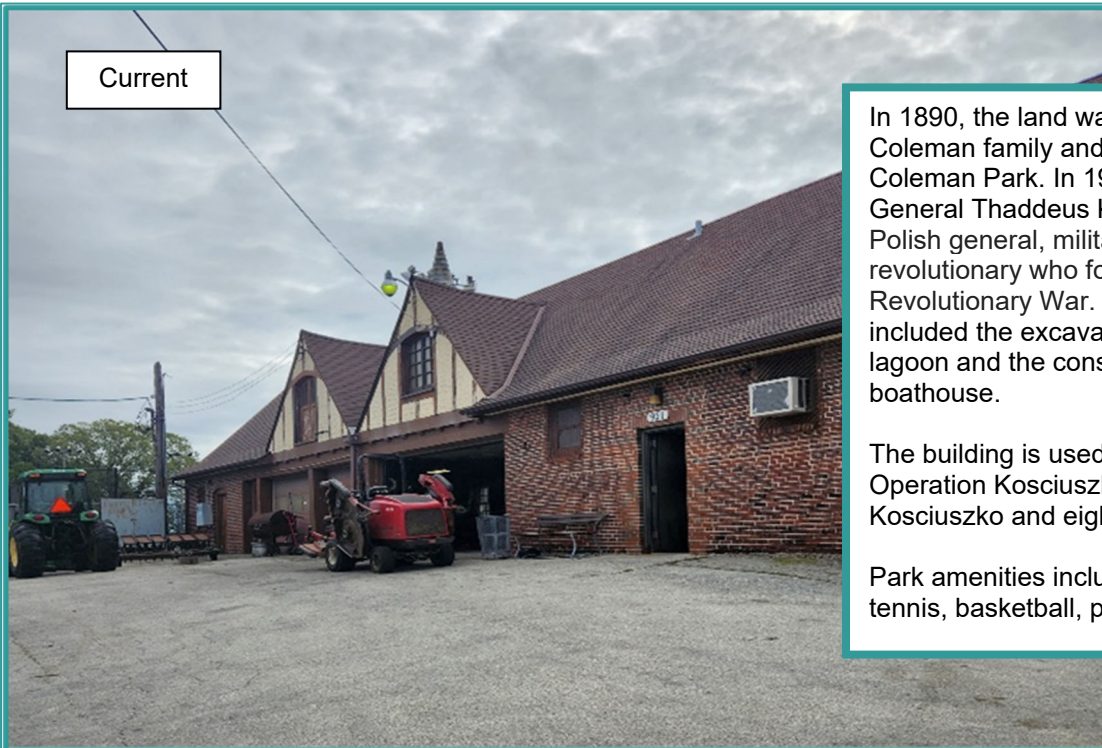 Current
In 1890, the land wa
Coleman family and
Coleman Park. In 19
General Thaddeus K
Polish general, milita
revolutionary who fo
Revolutionary War.
included the excava
lagoon and the cons
boathouse.
The building is used
Operation Kosciuszk
Kosciuszko and eigh
Park amenities inclu
tennis, basketball, p
921